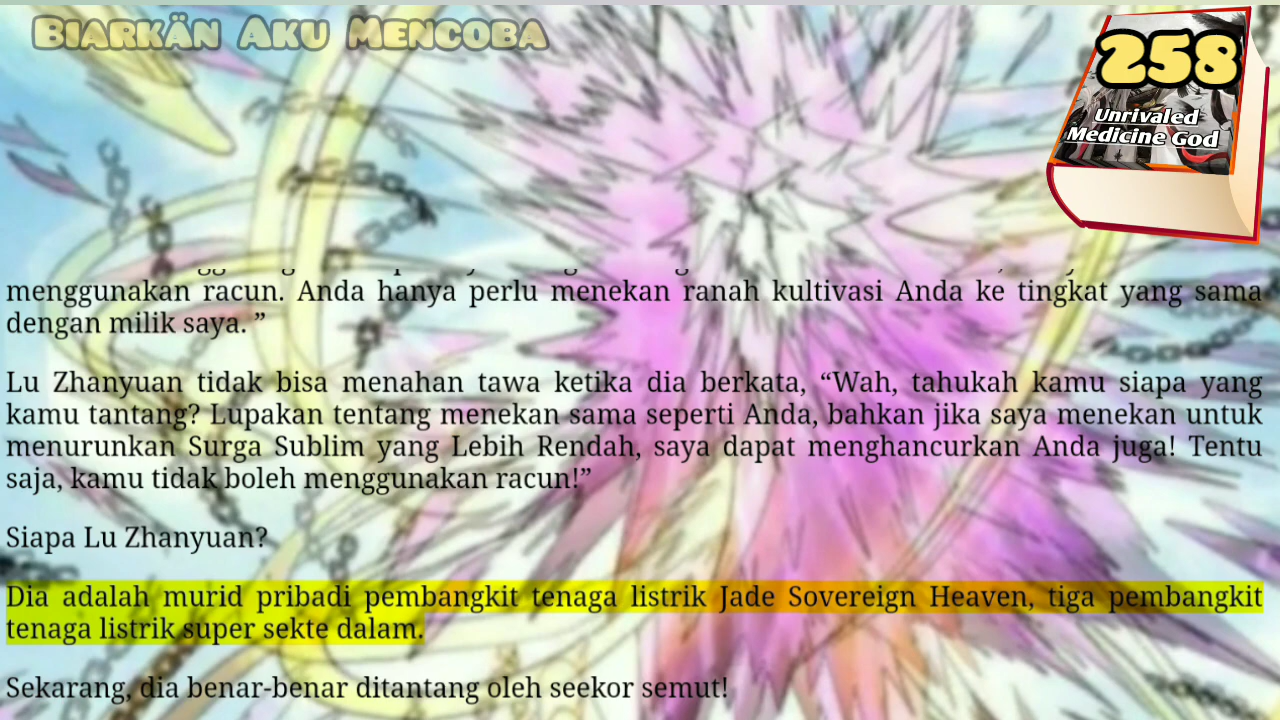 Biarkän Aku Mencoba
258
Unrivaled
Medicine God
menggunakan racun. Anda hanya perlu menekan ranah kultivasi Anda ke tingkat yang sama
dengan milik saya. ”
Lu Zhanyuan tidak bisa menahan tawa ketika dia berkata, “Wah, tahukah kamu siapa yang
kamu tantang? Lupakan tentang menekan sama seperti Anda, bahkan jika saya menekan untuk
menurunkan Surga Sublim yang Lebih Rendah, saya dapat menghancurkan Anda juga! Tentu
saja, kamu tidak boleh menggunakan racun!”
Siapa Lu Zhanyuan?
Dia adalah murid pribadi pembangkit tenaga listrik Jade Sovereign Heaven, tiga pembangkit
tenaga listrik super sekte dalam.
Sekarang, dia benar-benar ditantang oleh seekor semut!